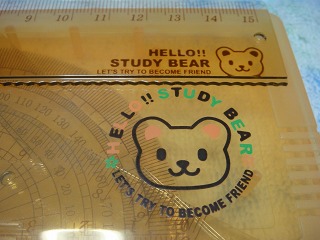 9 10 11 12 13 14 15
HELLO!!
STUDY BEAR
LET'S TRY TO BECOME FRIEND
HELLO!! STUDY BEAR
LET'S TRY TO BECOME FRIEND